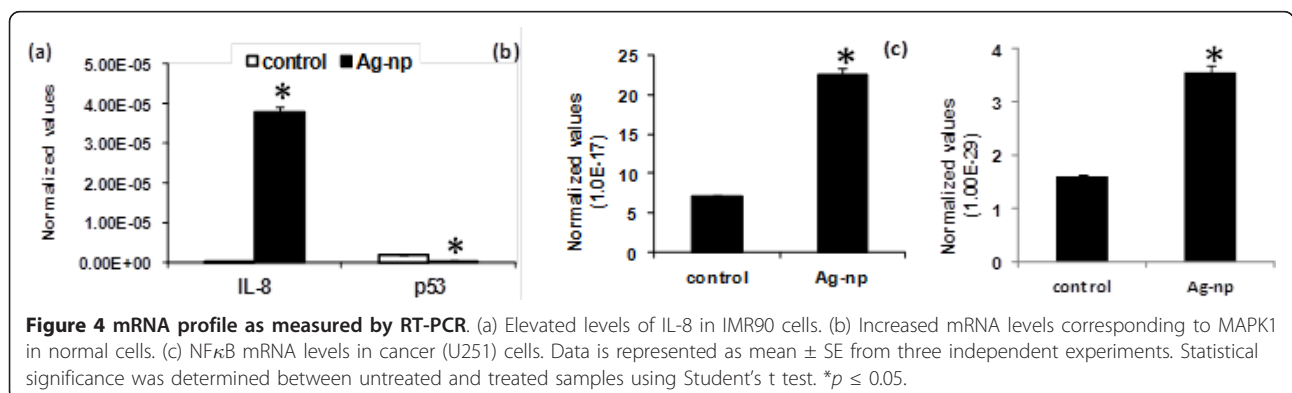 (a)
5.00E-05
4.00E-05
3.00E-05
2.00E-05
1.00E-05
0.00E+00
Normalized values
control Ag-np
*
*
IL-8 p53
(b)
25
20
15
10
5
0
Normalized values
(1.0E-17)
*
control Ag-np
(c)
4
3
2
1
0
Normalized values
(1.00E-29)
*
control Ag-np
Figure 4 mRNA profile as measured by RT-PCR. (a) Elevated levels of IL-8 in IMR90 cells. (b) Increased mRNA levels corresponding to MAPK1
in normal cells. (c) NFκB mRNA levels in cancer (U251) cells. Data is represented as mean ± SE from three independent experiments. Statistical
significance was determined between untreated and treated samples using Student's t test. *p ≤ 0.05.